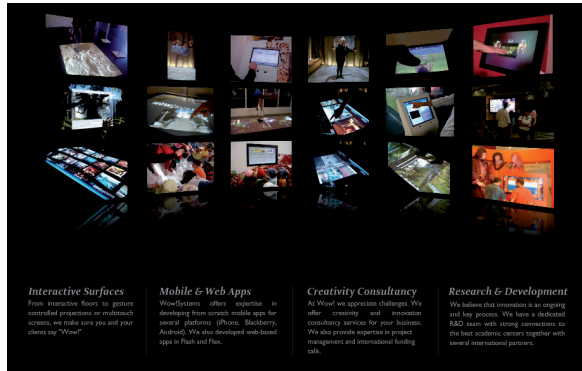 Interactive Surfaces
From interactive floors to gesture
controlled projections or multitouch
screens, we make sure you and your
clients say "Wow!"
Mobile & Web Apps
Wow!Systems offers expertise in
developing from scratch mobile apps for
several platforms (iPhone, Blackberry,
Android). We also developed web-based
apps in Flash and Flex.
Creativity Consultancy
At Wow! we appreciate challenges. We
offer creativity and innovation
consultancy services for your business.
We also provide expertise in project
management and international funding
calls.
Research & Development
We believe that innovation is an ongoing
and key process. We have a dedicated
R&D team with strong connections to
the best academic centers together with
several international partners.